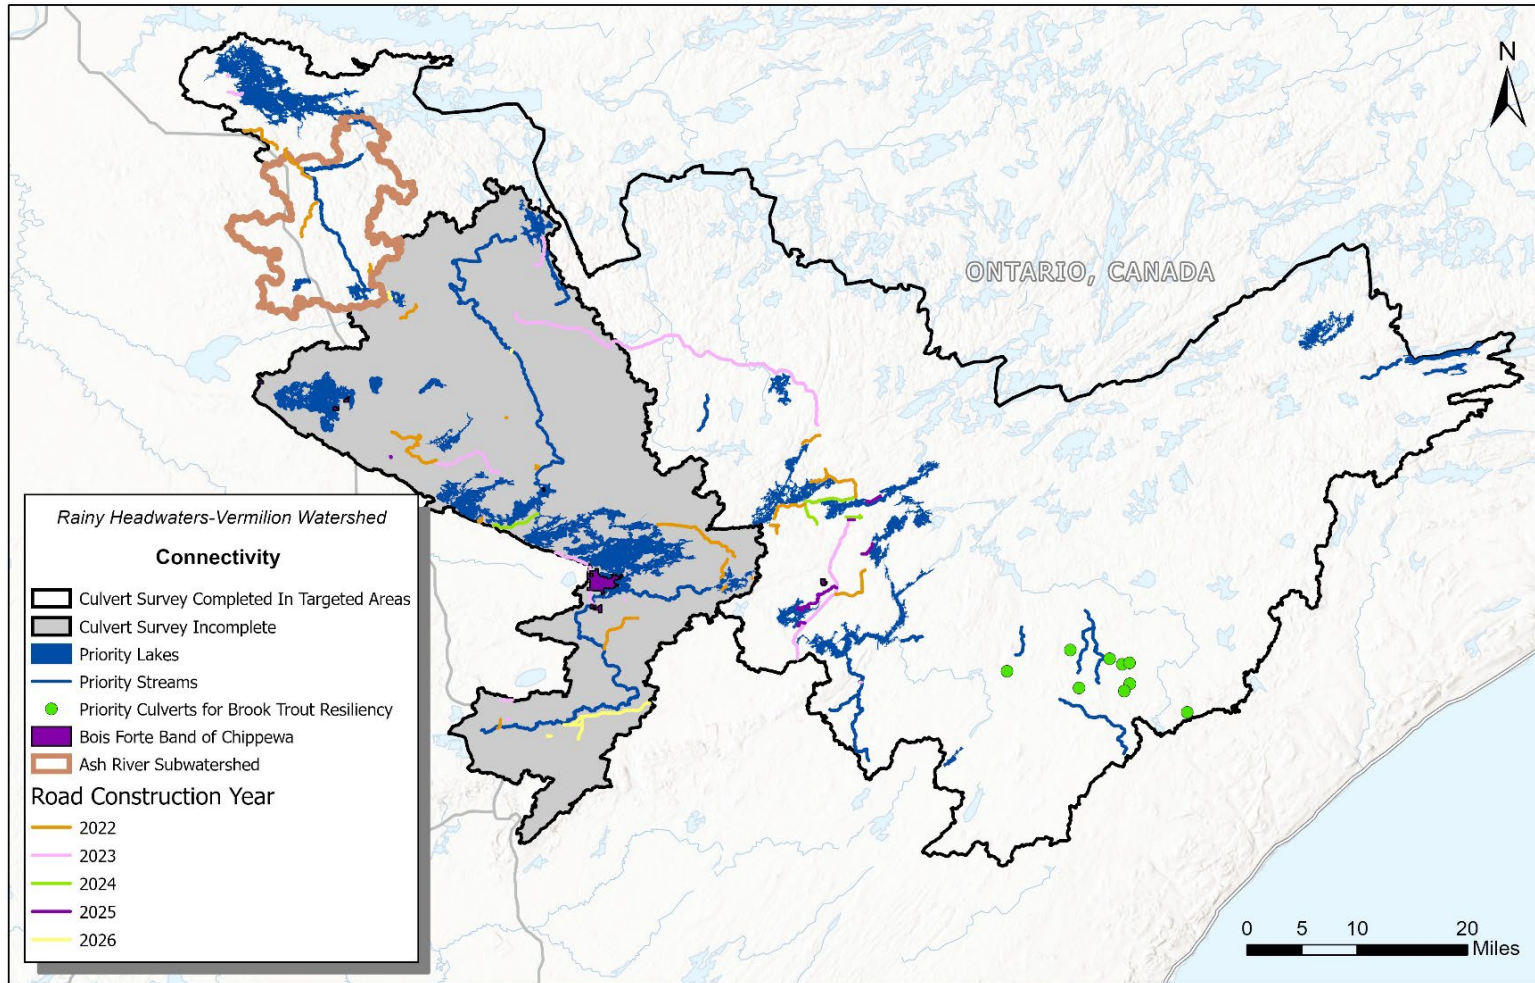 N
ONTARIO, CANADA
Rainy Headwaters-Vermilion Watershed
Connectivity
Culvert Survey Completed In Targeted Areas
Culvert Survey Incomplete
Priority Lakes
Priority Streams
Priority Culverts for Brook Trout Resiliency
Bois Forte Band of Chippewa
Ash River Subwatershed
Road Construction Year
2022
2023
2024
2025
2026
0 5 10 20
Miles